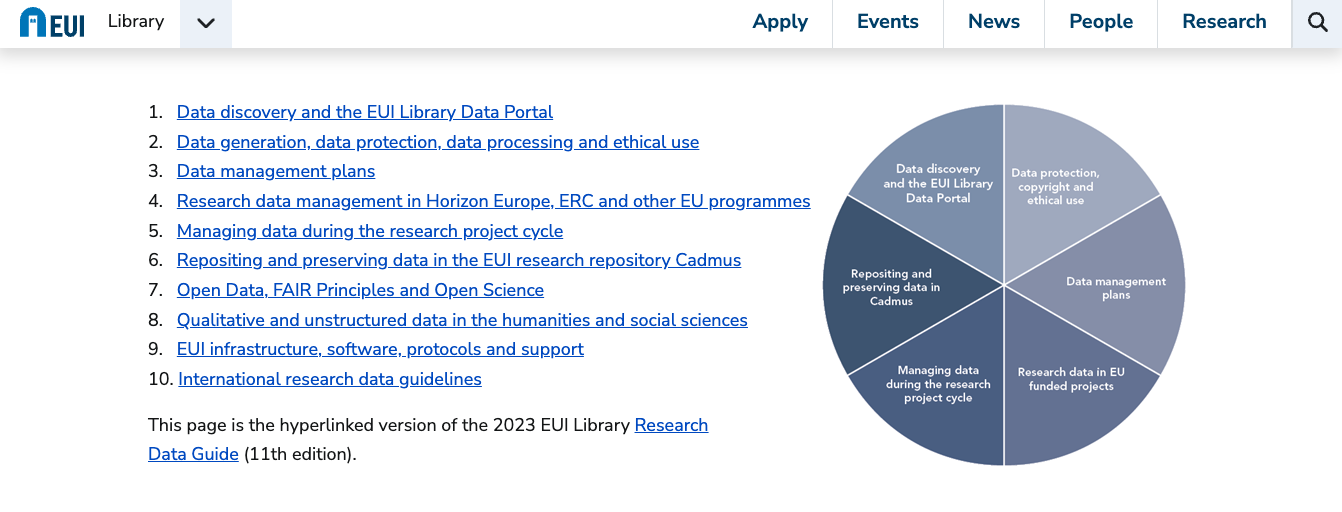 EUI Library Apply Events News People Research
1. Data discovery and the EUI Library Data Portal
2. Data generation, data protection, data processing and ethical use
3. Data management plans
4. Research data management in Horizon Europe, ERC and other EU programmes
5. Managing data during the research project cycle
6. Repositing and preserving data in the EUI research repository Cadmus
7. Open Data, FAIR Principles and Open Science
8. Qualitative and unstructured data in the humanities and social sciences
9. EUI infrastructure, software, protocols and support
10. International research data guidelines
This page is the hyperlinked version of the 2023 EUI Library Research
Data Guide (11th edition).
Data discovery
and the EUI Library
Data Portal
Data protection,
copyright and
ethical use
Repositing and
preserving data in
Cadmus
Data management
plans
Managing data
during the research
project cycle
Research data in EU
funded projects